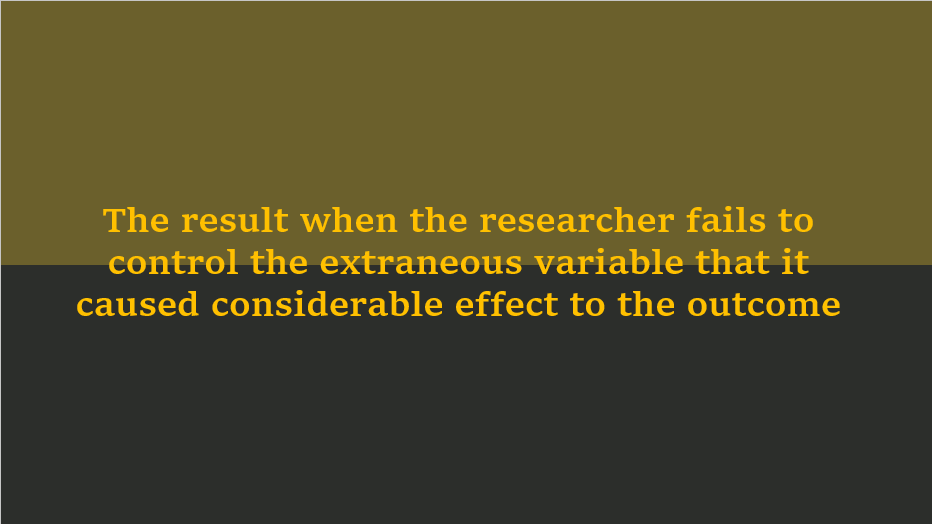 The result when the researcher fails to
control the extraneous variable that it
caused considerable effect to the outcome